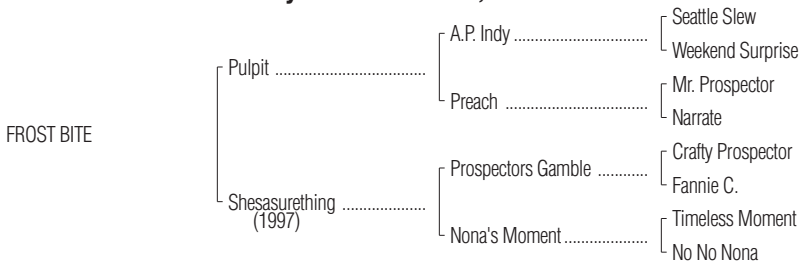 Seattle Slew
A.P. Indy ..................................
Weekend Surprise
Pulpit ....................................
Mr. Prospector
Preach ...................................
Narrate
FROST BITE
Crafty Prospector
Prospectors Gamble ............
Fannie C.
Shesasurething ....................
(1997)
Timeless Moment
Nona's Moment.....................
No No Nona